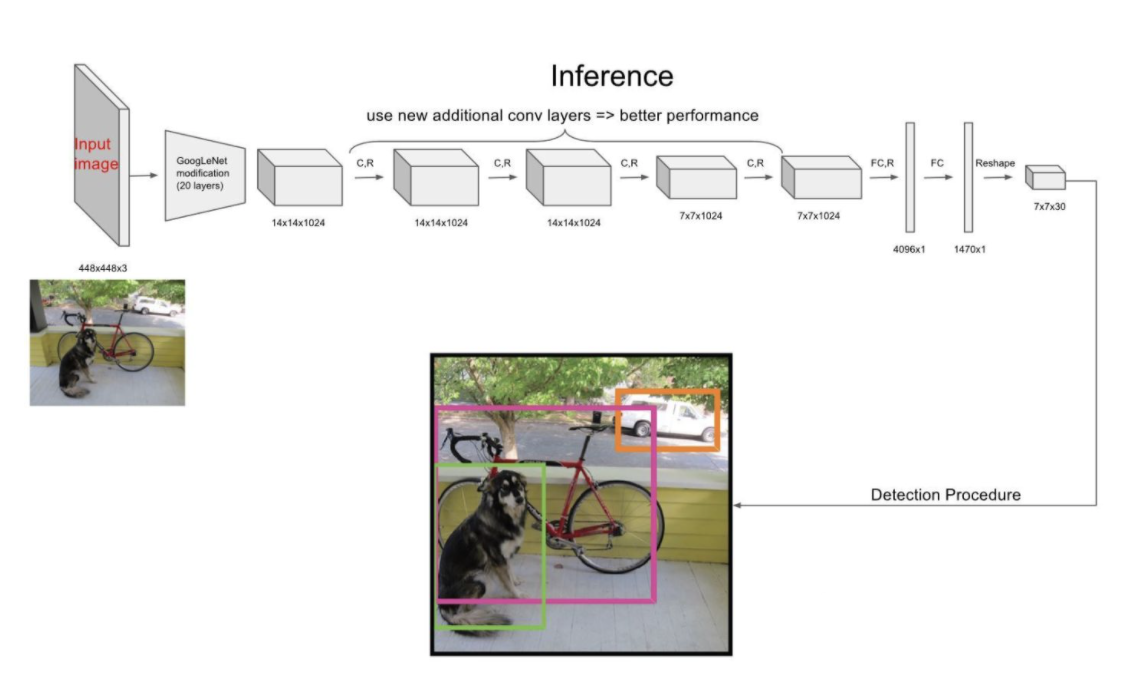 Inference
use new additional conv layers => better performance
Input
image
GoogLeNet
modification
(20 layers)
C,R
C,R
C,R
C,R
FC,R
FC
Reshape
14x14x1024
14x14x1024
14x14x1024
7x7x1024
7x7x1024
7x7x30
4096x1
1470x1
448x448x3
Detection Procedure